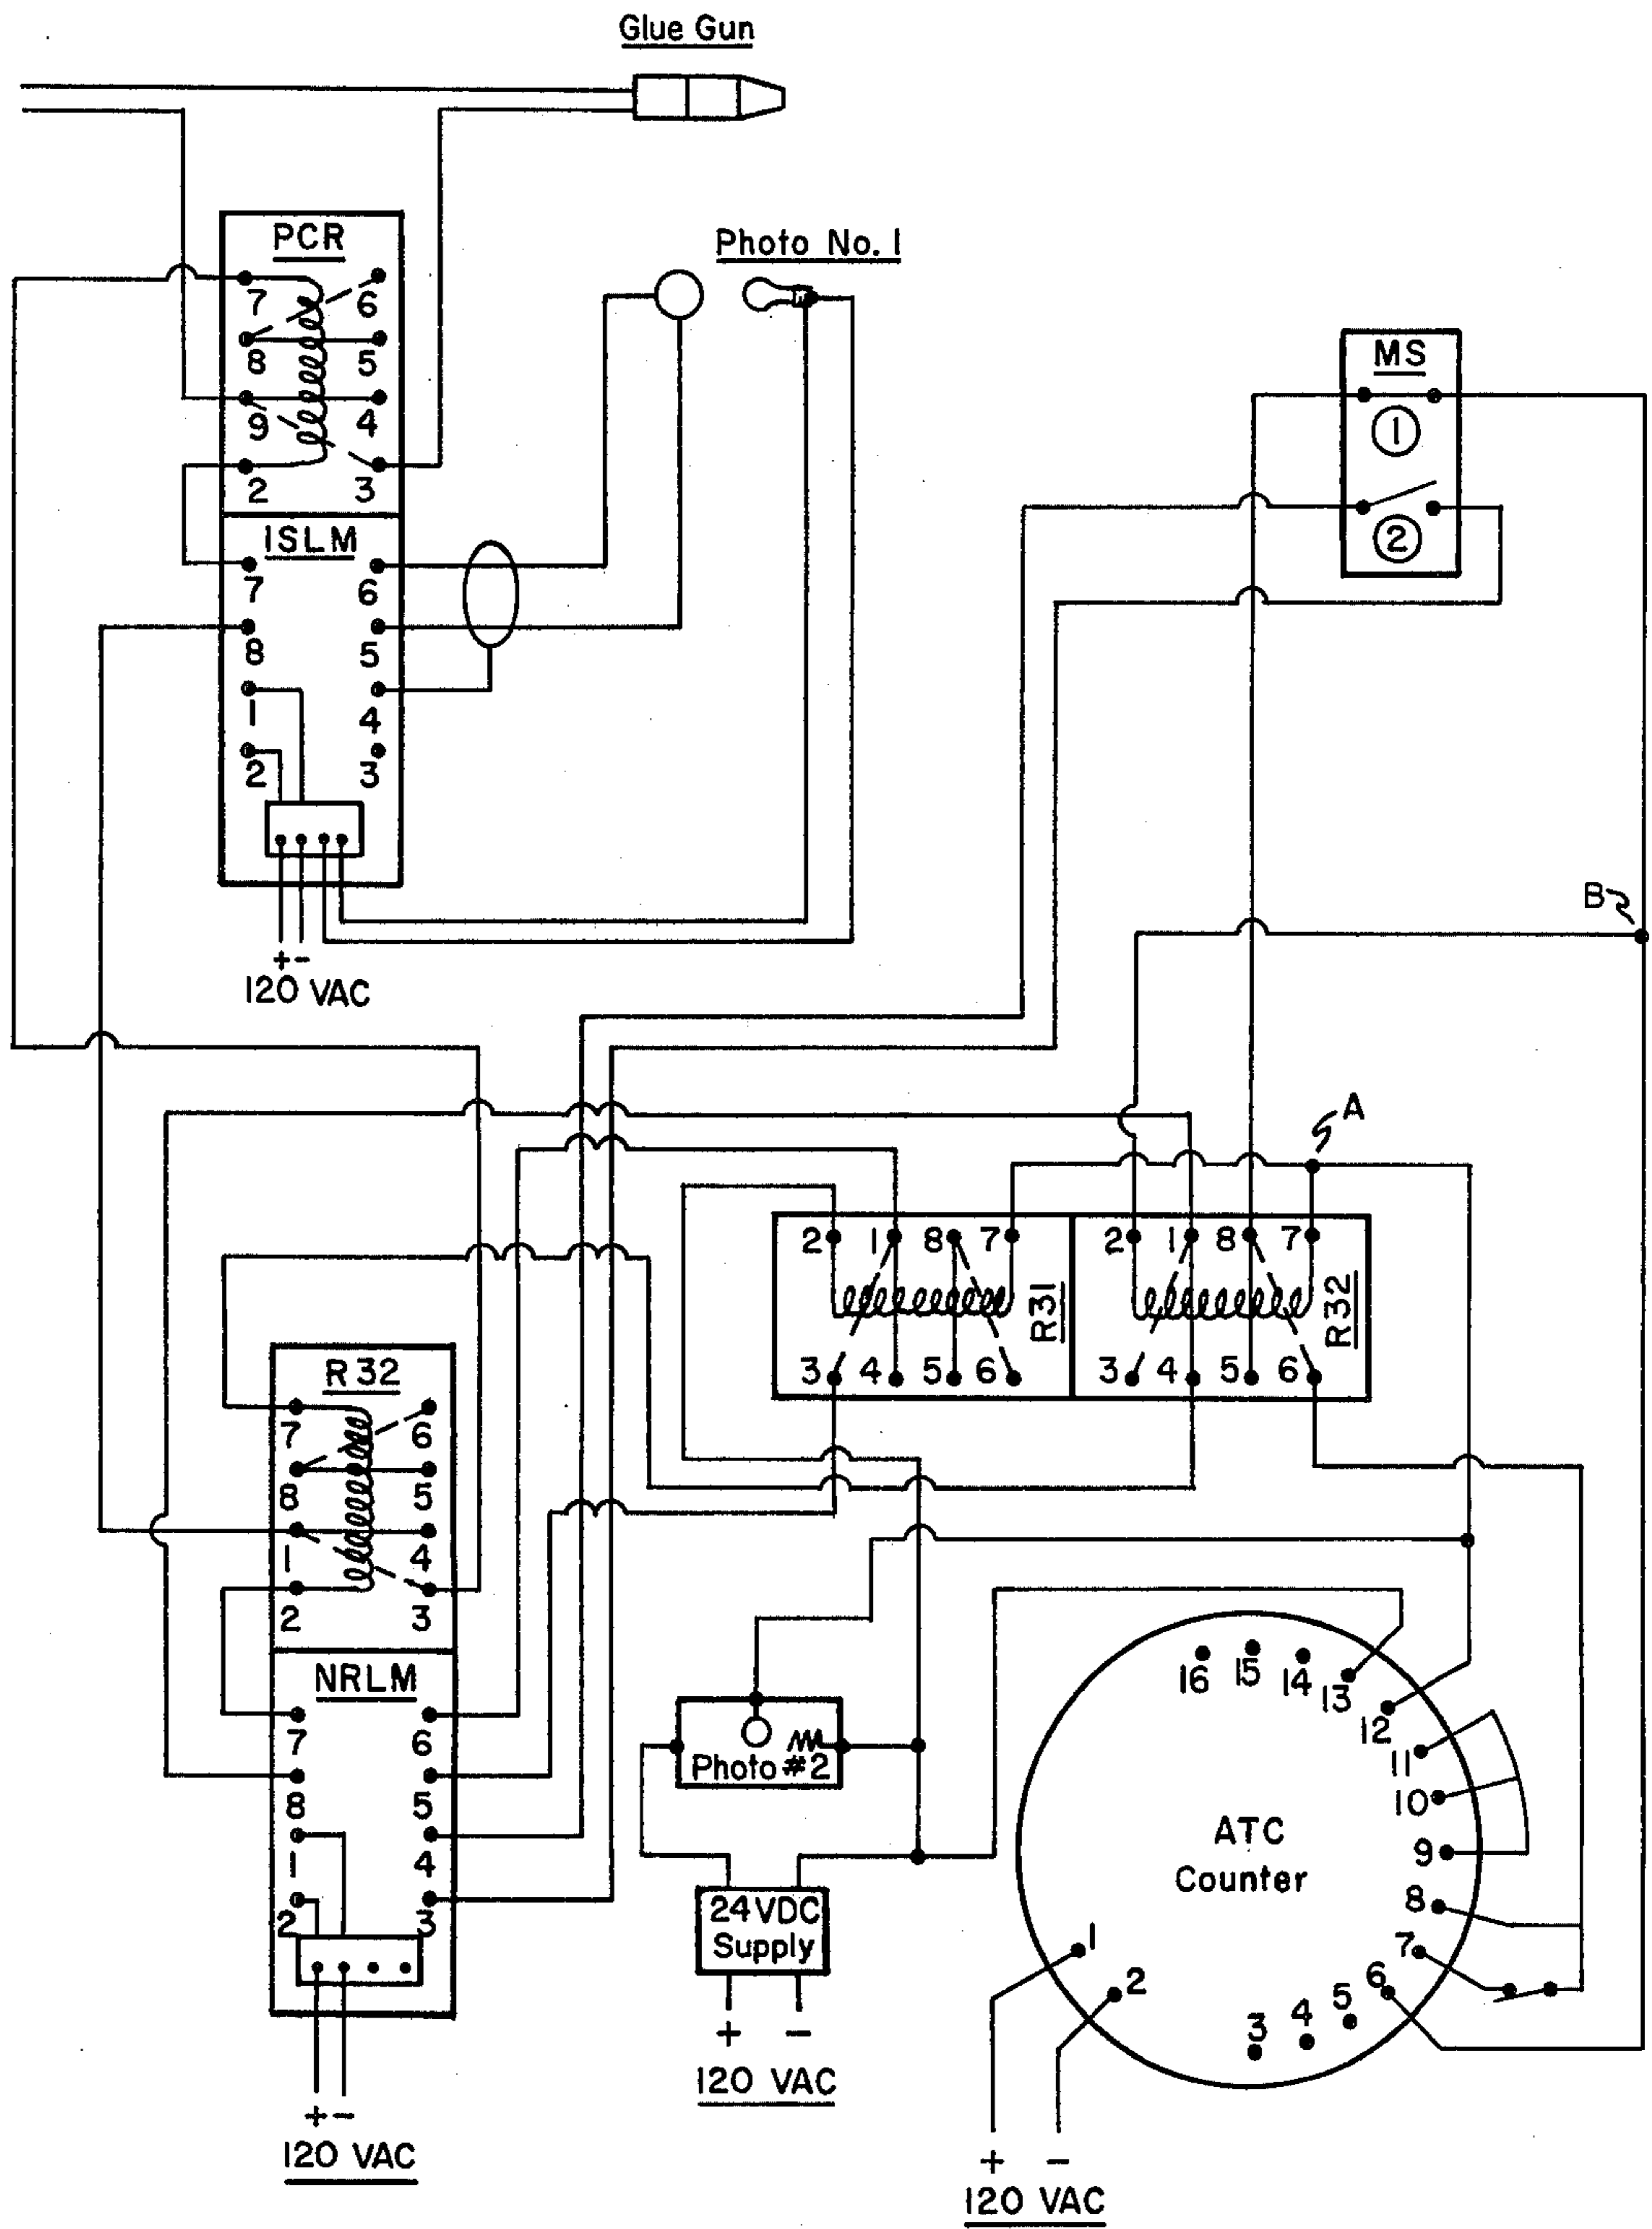 Glue Gun
PCR
7 6
8 5
9 4
2 3
Photo No. 1
MS
1
2
ISLM
7 6
8 5
1 4
2 3
+ -
120 VAC
B
A
2 1 8 7
R31
3 4 5 6
2 1 8 7
R32
3 4 5 6
R32
7 6
8 5
1 4
2 3
NRLM
7 6
8 5
1 4
2 3
+ -
120 VAC
Photo #2
24 VDC
Supply
+ -
120 VAC
16 15 14 13
12
11
10
9
8
7
6
5
4
3
2
1
ATC
Counter
+ -
120 VAC